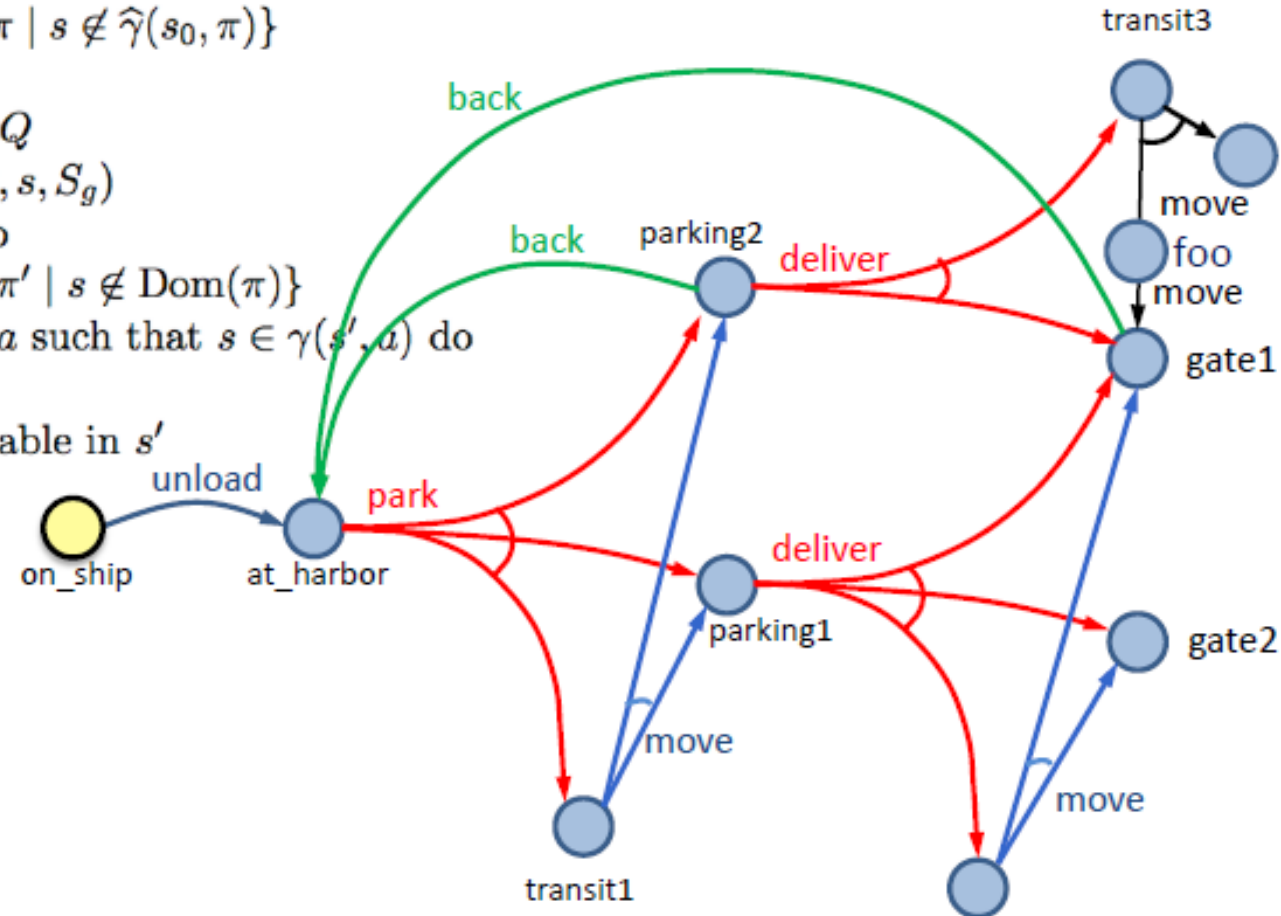 π | s ∉ γ̂(s₀, π)}
transit3
back
Q
, s, S_g)
move
parking2
back
deliver
foo
π′ | s ∉ Dom(π)}
move
a such that s ∈ γ(s′, a) do
gate1
able in s′
unload
park
deliver
on_ship
at_harbor
parking1
gate2
move
move
transit1